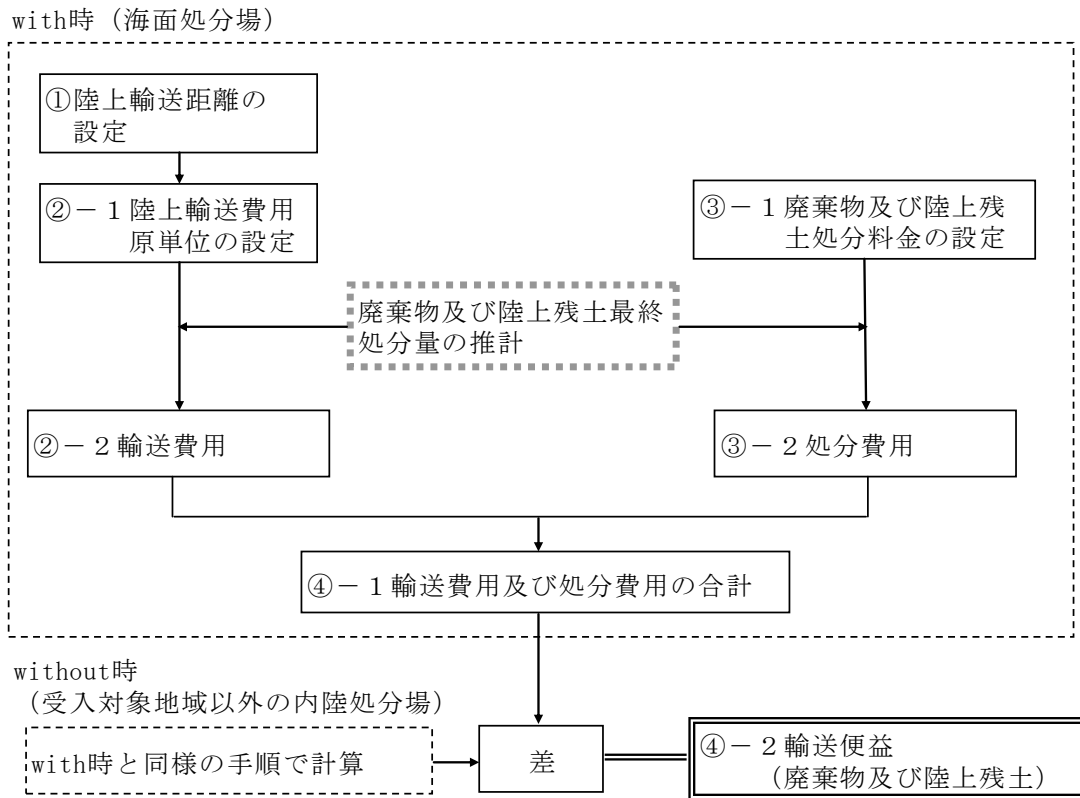 with時（海面処分場）
①陸上輸送距離の
設定
②－１陸上輸送費用
原単位の設定
③－１廃棄物及び陸上残
土処分料金の設定
廃棄物及び陸上残土最終
処分量の推計
②－２輸送費用
③－２処分費用
④－１輸送費用及び処分費用の合計
without時
（受入対象地域以外の内陸処分場）
with時と同様の手順で計算
差
④－２輸送便益
（廃棄物及び陸上残土）